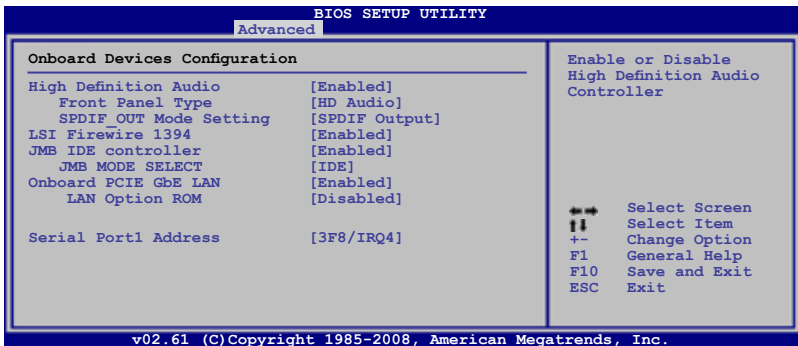 BIOS SETUP UTILITY
Advanced
Onboard Devices Configuration
High Definition Audio [Enabled]
Front Panel Type [HD Audio]
SPDIF_OUT Mode Setting [SPDIF Output]
LSI Firewire 1394 [Enabled]
JMB IDE controller [Enabled]
JMB MODE SELECT [IDE]
Onboard PCIE GbE LAN [Enabled]
LAN Option ROM [Disabled]
Serial Port1 Address [3F8/IRQ4]
Enable or Disable
High Definition Audio
Controller
←→ Select Screen
↑↓ Select Item
+- Change Option
F1 General Help
F10 Save and Exit
ESC Exit
v02.61 (C)Copyright 1985-2008, American Megatrends, Inc.